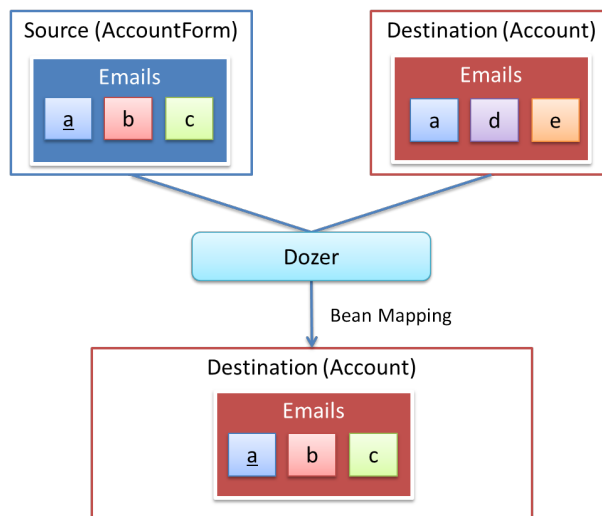 Source (AccountForm)
Emails
a b c
Destination (Account)
Emails
a d e
Dozer
Bean Mapping
Destination (Account)
Emails
a b c